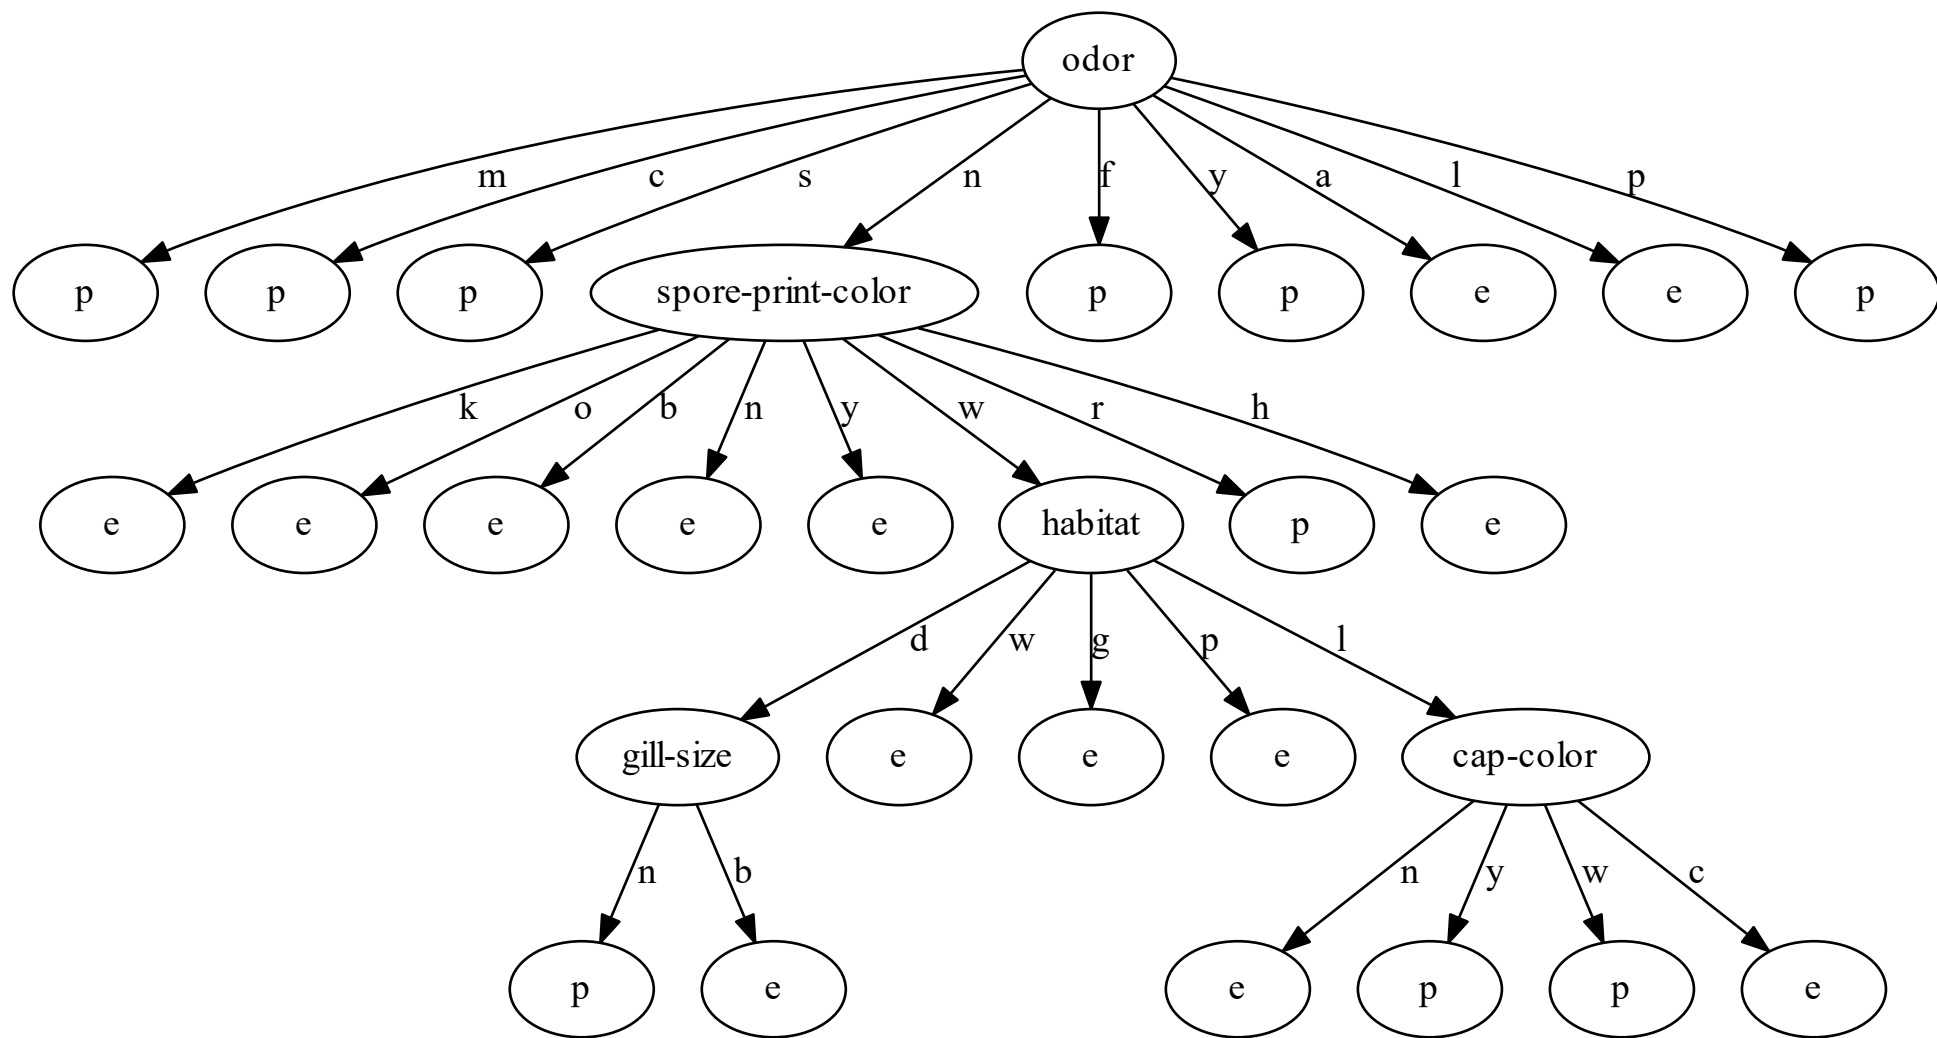 odor
m c s n f y a l p
p p p spore-print-color p p e e p
k o b n y w r h
e e e e e habitat p e
d w g p l
gill-size e e e cap-color
n b n y w c
p e e p p e